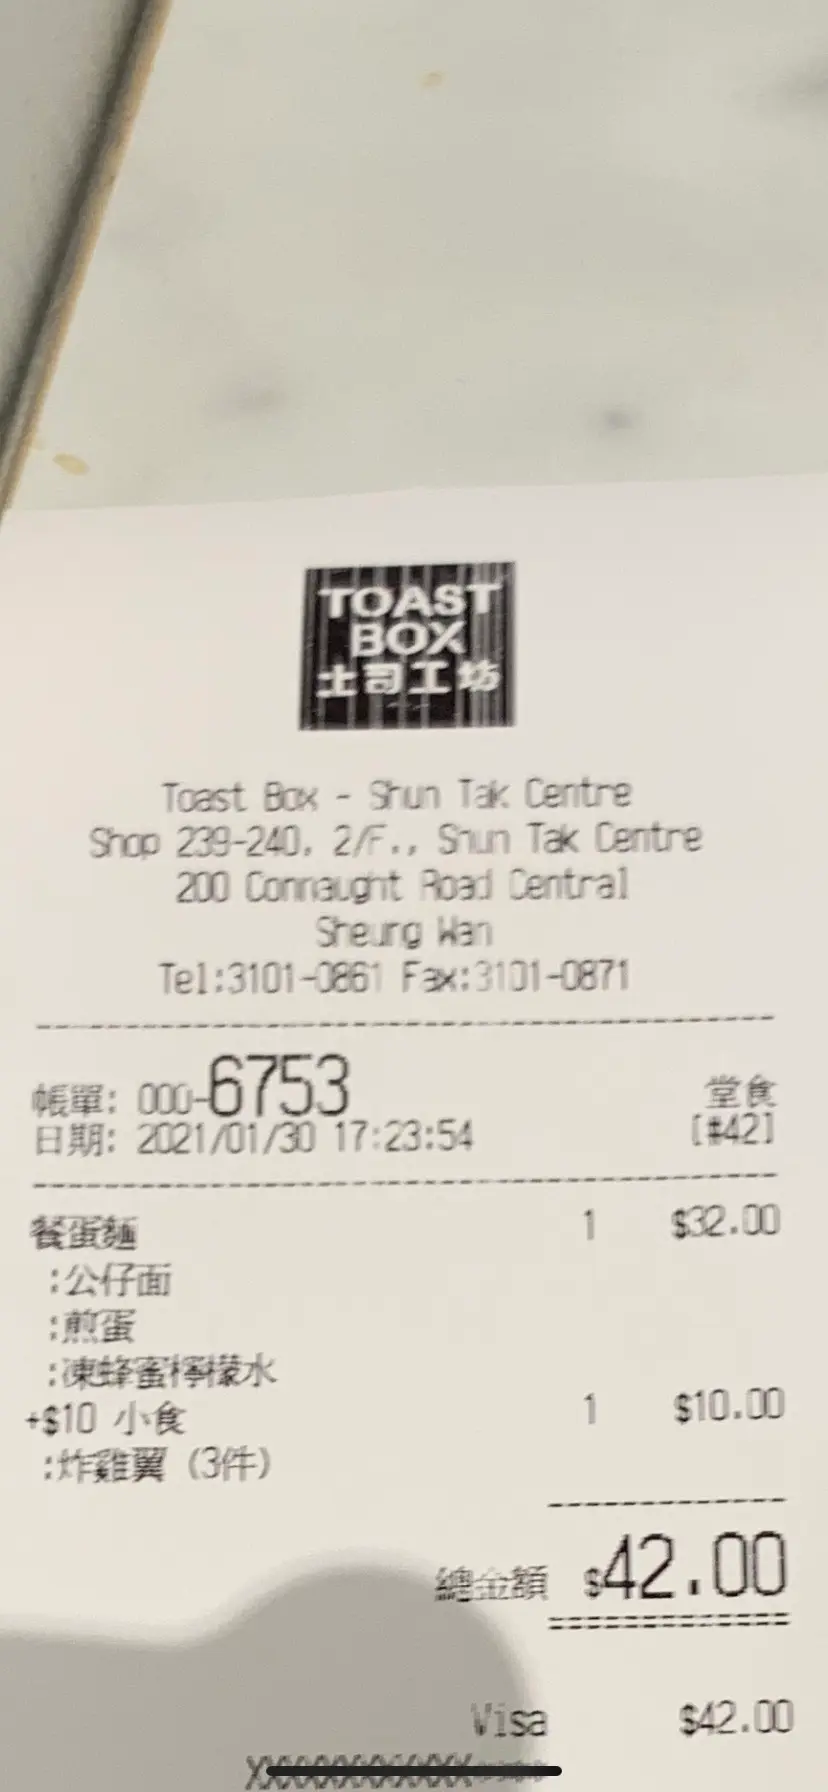 TOAST
BOX
土司工坊
Toast Box - Shun Tak Centre
Shop 239-240, 2/F., Shun Tak Centre
200 Connaught Road Central
Sheung Wan
Tel:3101-0861 Fax:3101-0871
帳單: 000-6753 堂食
日期: 2021/01/30 17:23:54 [#42]
餐蛋麵 1 $32.00
:公仔面
:煎蛋
:凍蜂蜜檸檬水
+$10 小食 1 $10.00
:炸雞翼 (3件)
總金額 $42.00
Visa $42.00